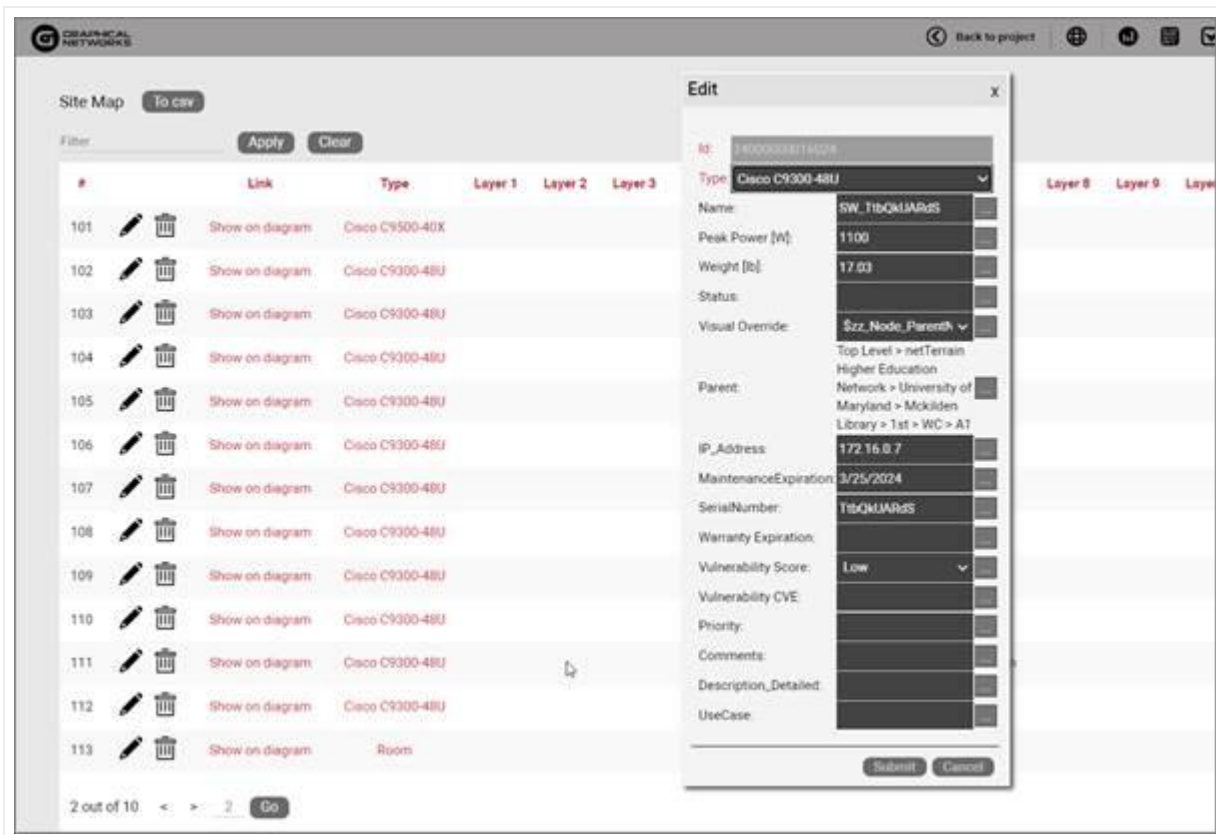 GRAPHICAL
NETWORKS
Back to project
Site Map To csv
Filter Apply Clear
# Link Type Layer 1 Layer 2 Layer 3 Layer 8 Layer 9
101 Show on diagram Cisco C9500-40X
102 Show on diagram Cisco C9300-48U
103 Show on diagram Cisco C9300-48U
104 Show on diagram Cisco C9300-48U
105 Show on diagram Cisco C9300-48U
106 Show on diagram Cisco C9300-48U
107 Show on diagram Cisco C9300-48U
108 Show on diagram Cisco C9300-48U
109 Show on diagram Cisco C9300-48U
110 Show on diagram Cisco C9300-48U
111 Show on diagram Cisco C9300-48U
112 Show on diagram Cisco C9300-48U
113 Show on diagram Room
2 out of 10 < > 2 Go
Edit x
Id:
Type: Cisco C9300-48U
Name: SW_TtbQkUARdS ...
Peak Power [W]: 1100 ...
Weight [lb]: 17.03 ...
Status: ...
Visual Override: $zz_Node_ParentN ...
Parent:
Top Level > netTerrain
Higher Education
Network > University of ...
Maryland > Mckilden
Library > 1st > WC > A1
IP_Address: 172.16.0.7 ...
MaintenanceExpiration: 3/25/2024 ...
SerialNumber: TtbQkUARdS ...
Warranty Expiration: ...
Vulnerability Score: Low ...
Vulnerability CVE: ...
Priority: ...
Comments: ...
Description_Detailed: ...
UseCase: ...
Submit Cancel